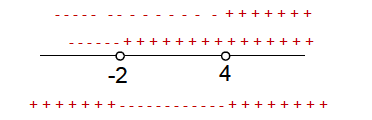 - - - - - - - - - - - - - + + + + + + +
- - - - - - + + + + + + + + + + + + + + +
-2 4
+ + + + + + + - - - - - - - - - - - - + + + + + + + +